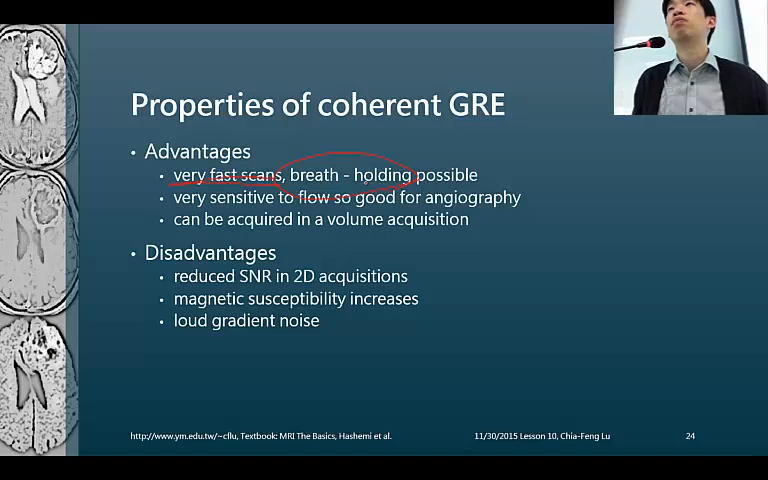 Properties of coherent GRE
• Advantages
• very fast scans, breath - holding possible
• very sensitive to flow so good for angiography
• can be acquired in a volume acquisition
• Disadvantages
• reduced SNR in 2D acquisitions
• magnetic susceptibility increases
• loud gradient noise
http://www.ym.edu.tw/~cflu, Textbook: MRI The Basics, Hashemi et al. 11/30/2015 Lesson 10, Chia-Feng Lu 24